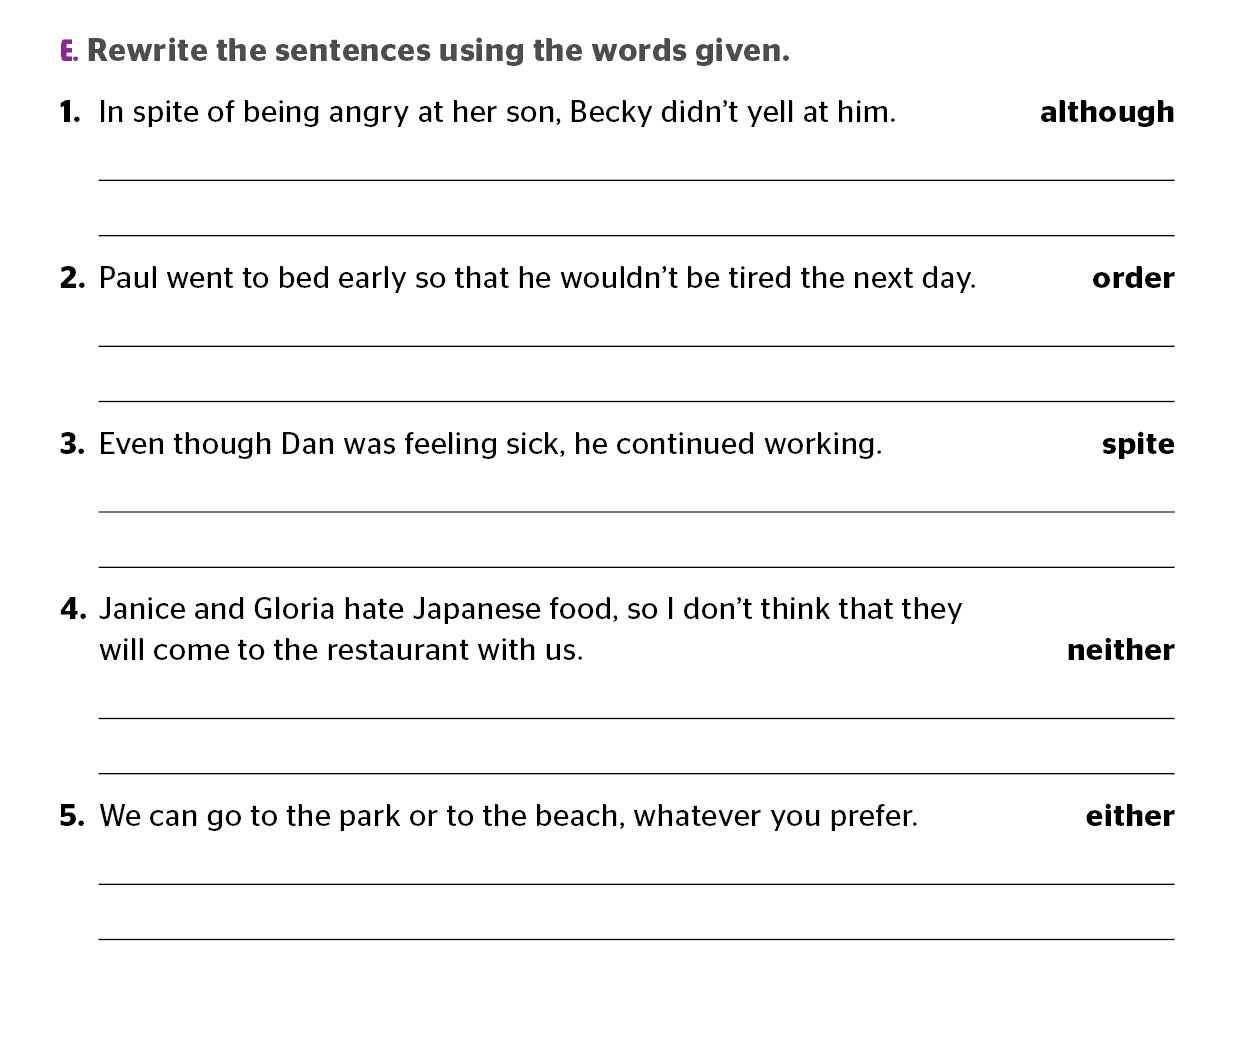 E. Rewrite the sentences using the words given.
1. In spite of being angry at her son, Becky didn’t yell at him. although
2. Paul went to bed early so that he wouldn’t be tired the next day. order
3. Even though Dan was feeling sick, he continued working. spite
4. Janice and Gloria hate Japanese food, so I don’t think that they
will come to the restaurant with us. neither
5. We can go to the park or to the beach, whatever you prefer. either